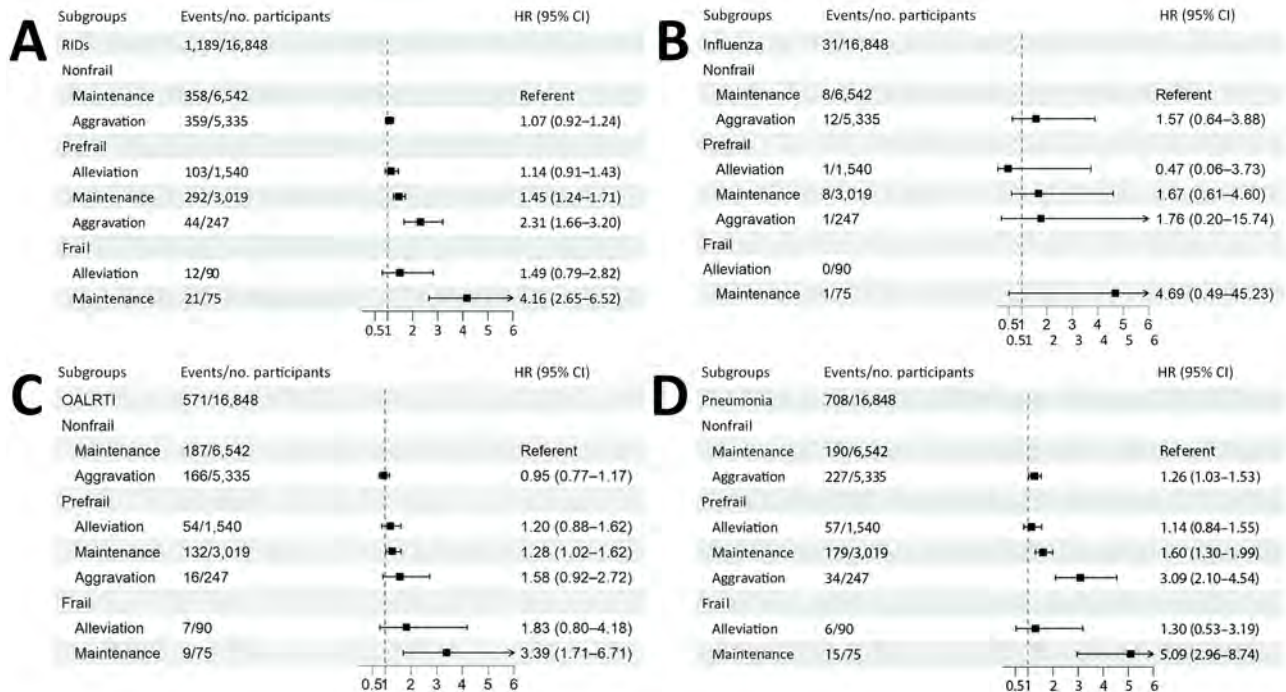 A
Subgroups Events/no. participants HR (95% CI)
RIDs 1,189/16,848
Nonfrail
Maintenance 358/6,542 Referent
Aggravation 359/5,335 1.07 (0.92–1.24)
Prefrail
Alleviation 103/1,540 1.14 (0.91–1.43)
Maintenance 292/3,019 1.45 (1.24–1.71)
Aggravation 44/247 2.31 (1.66–3.20)
Frail
Alleviation 12/90 1.49 (0.79–2.82)
Maintenance 21/75 4.16 (2.65–6.52)
0.51 2 3 4 5 6
0.51 2 3 4 5 6
B
Subgroups Events/no. participants HR (95% CI)
Influenza 31/16,848
Nonfrail
Maintenance 8/6,542 Referent
Aggravation 12/5,335 1.57 (0.64–3.88)
Prefrail
Alleviation 1/1,540 0.47 (0.06–3.73)
Maintenance 8/3,019 1.67 (0.61–4.60)
Aggravation 1/247 1.76 (0.20–15.74)
Frail
Alleviation 0/90
Maintenance 1/75 4.69 (0.49–45.23)
0.51 2 3 4 5 6
0.51 2 3 4 5 6
C
Subgroups Events/no. participants HR (95% CI)
OALRTI 571/16,848
Nonfrail
Maintenance 187/6,542 Referent
Aggravation 166/5,335 0.95 (0.77–1.17)
Prefrail
Alleviation 54/1,540 1.20 (0.88–1.62)
Maintenance 132/3,019 1.28 (1.02–1.62)
Aggravation 16/247 1.58 (0.92–2.72)
Frail
Alleviation 7/90 1.83 (0.80–4.18)
Maintenance 9/75 3.39 (1.71–6.71)
0.51 2 3 4 5 6
D
Subgroups Events/no. participants HR (95% CI)
Pneumonia 708/16,848
Nonfrail
Maintenance 190/6,542 Referent
Aggravation 227/5,335 1.26 (1.03–1.53)
Prefrail
Alleviation 57/1,540 1.14 (0.84–1.55)
Maintenance 179/3,019 1.60 (1.30–1.99)
Aggravation 34/247 3.09 (2.10–4.54)
Frail
Alleviation 6/90 1.30 (0.53–3.19)
Maintenance 15/75 5.09 (2.96–8.74)
0.51 2 3 4 5 6